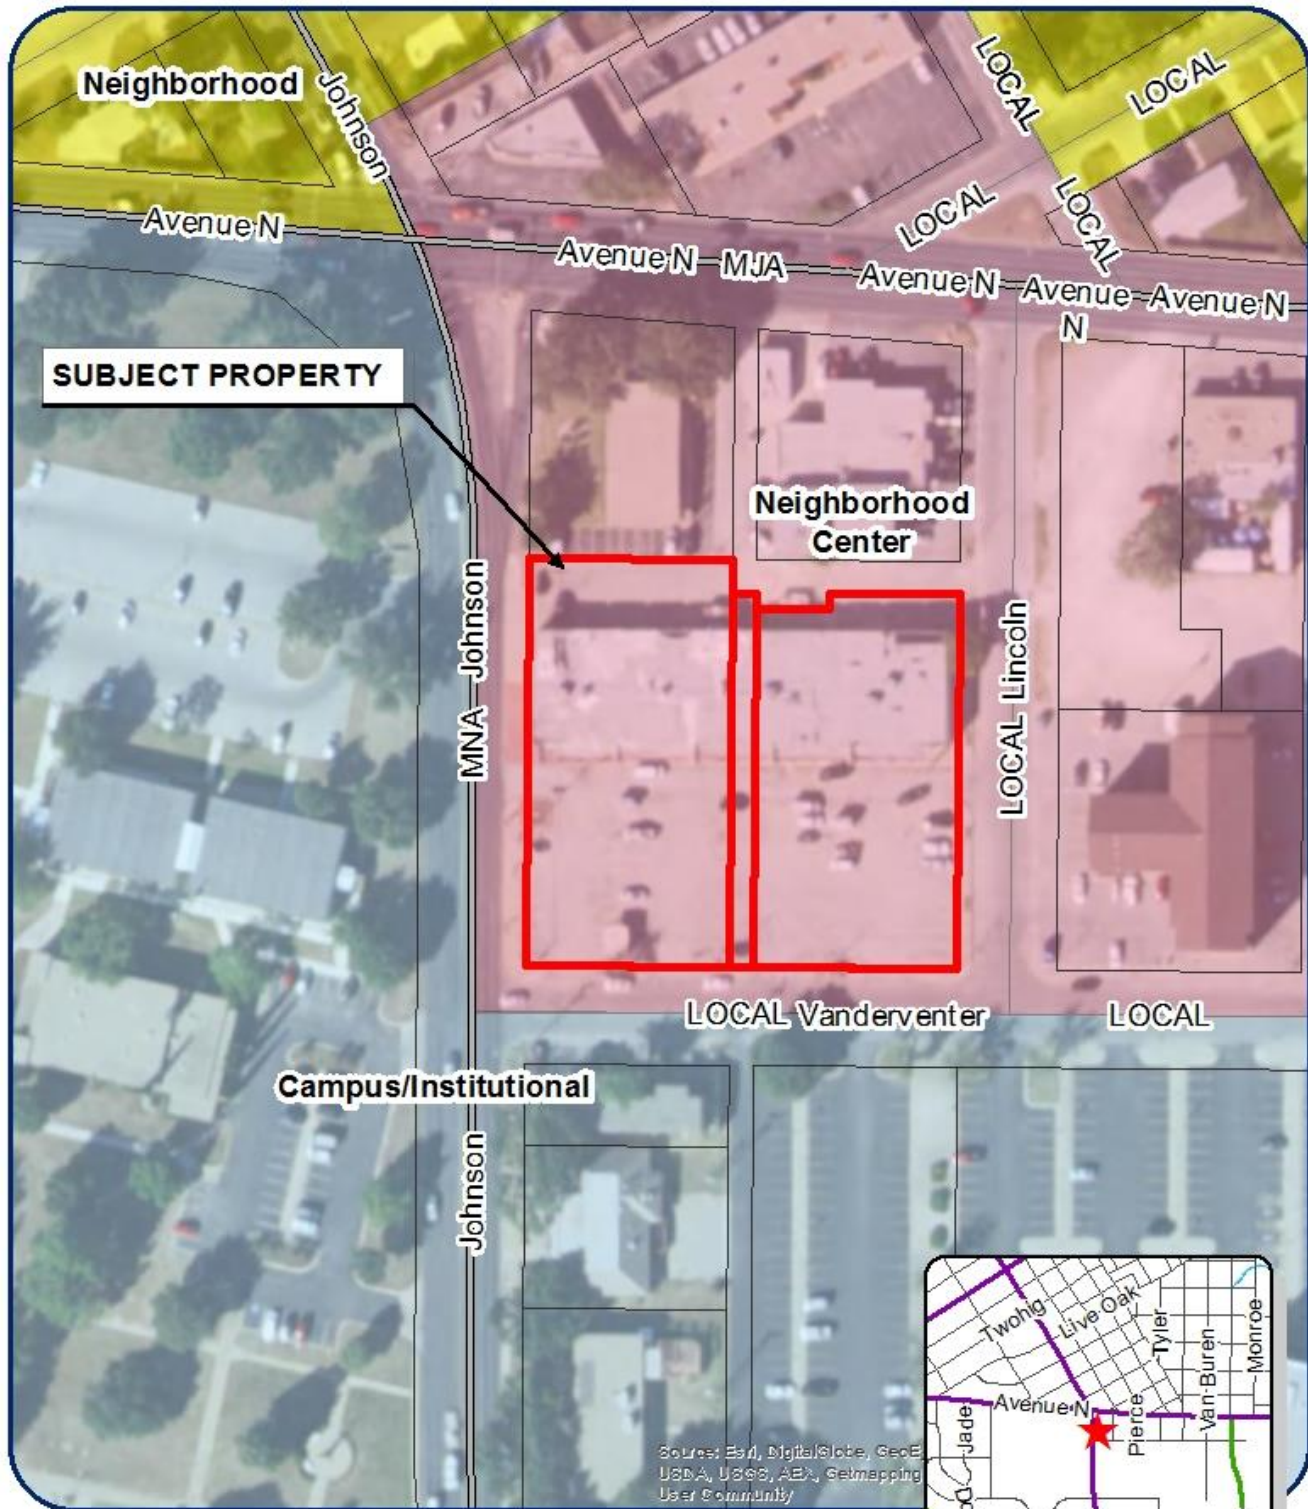 Neighborhood
Johnson
LOCAL
LOCAL
Avenue N
LOCAL
LOCAL
Avenue N
MJA
Avenue N
Avenue
N
Avenue N
SUBJECT PROPERTY
Neighborhood
Center
MNA
Johnson
LOCAL
Lincoln
LOCAL Vanderventer
LOCAL
Campus/Institutional
Johnson
Twohig
Live Oak
Tyler
Van Buren
Monroe
Avenue N
Jade
Pierce
Source: Esri, DigitalGlobe, GeoE
USDA, USGS, AEX, Getmapping
User Community